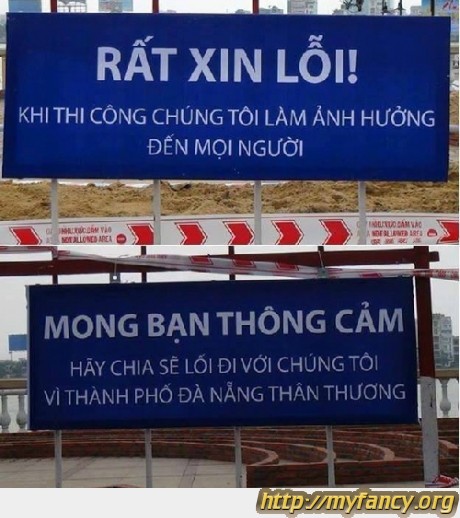 RẤT XIN LỖI!
KHI THI CÔNG CHÚNG TÔI LÀM ẢNH HƯỞNG
ĐẾN MỌI NGƯỜI
MONG BẠN THÔNG CẢM
HÃY CHIA SẼ LỐI ĐI VỚI CHÚNG TÔI
VÌ THÀNH PHỐ ĐÀ NẴNG THÂN THƯƠNG
http://myfancy.org